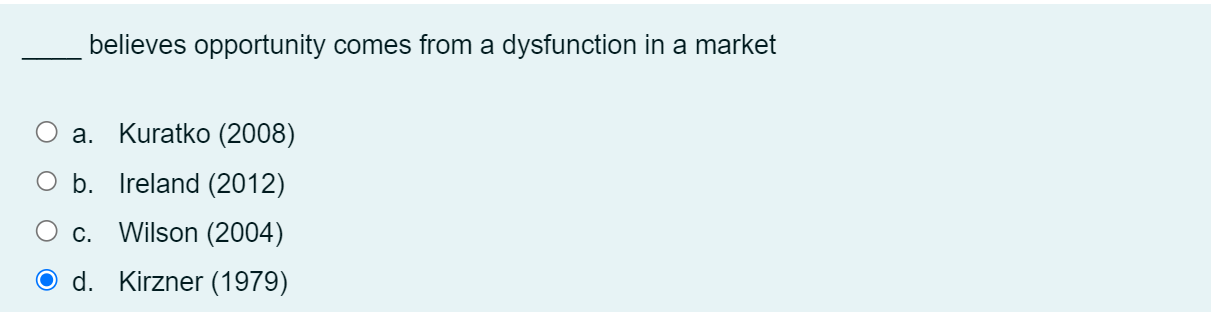 ____ believes opportunity comes from a dysfunction in a market
a. Kuratko (2008)
b. Ireland (2012)
c. Wilson (2004)
d. Kirzner (1979)